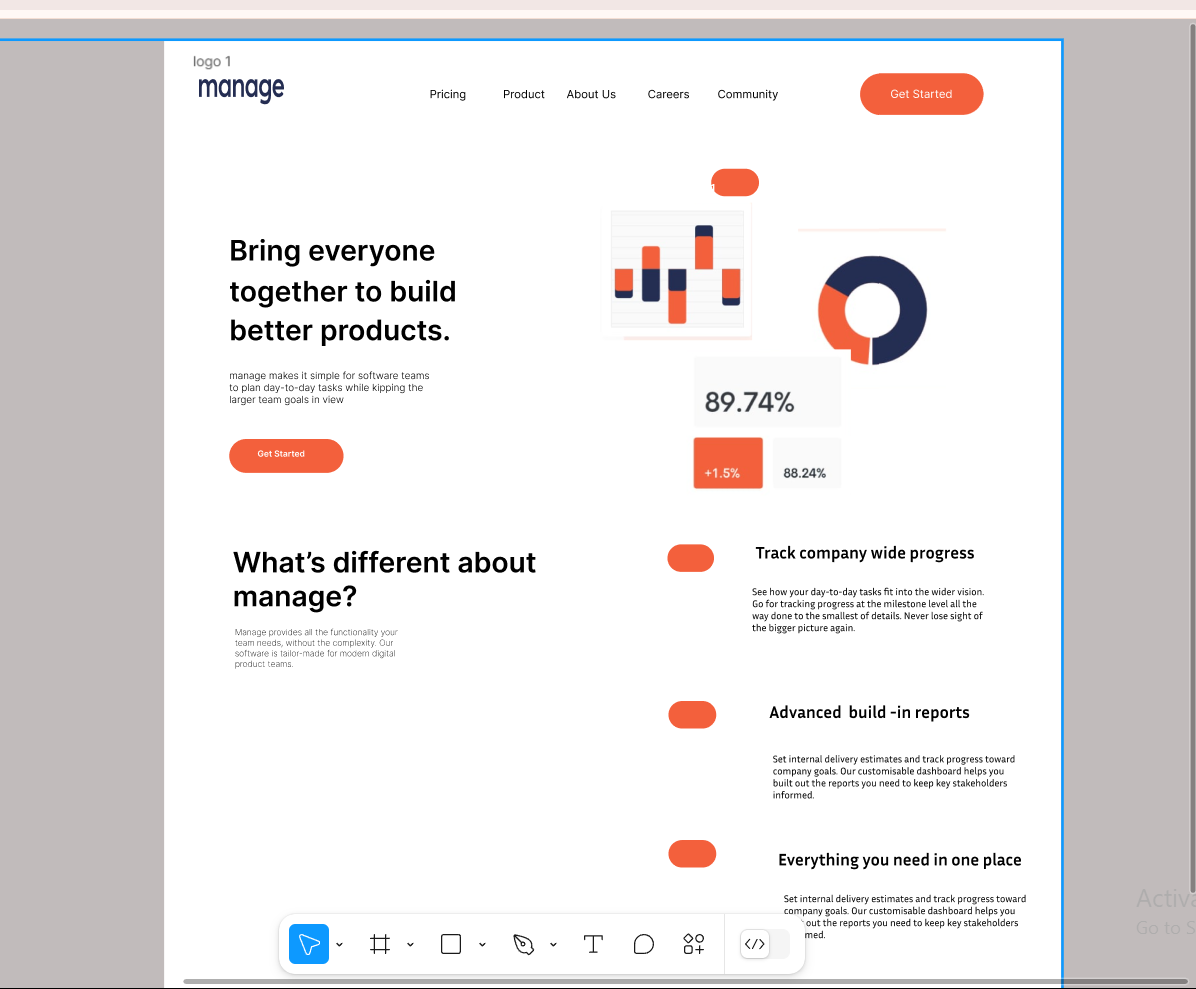 logo 1
manage
Pricing Product About Us Careers Community Get Started
Bring everyone
together to build
better products.
manage makes it simple for software teams
to plan day-to-day tasks while kipping the
larger team goals in view
Get Started
89.74%
+1.5% 88.24%
What’s different about
manage?
Manage provides all the functionality your
team needs, without the complexity. Our
software is tailor-made for modern digital
product teams.
Track company wide progress
See how your day-to-day tasks fit into the wider vision.
Go for tracking progress at the milestone level all the
way done to the smallest of details. Never lose sight of
the bigger picture again.
Advanced  build -in reports
Set internal delivery estimates and track progress toward
company goals. Our customisable dashboard helps you
built out the reports you need to keep key stakeholders
informed.
Everything you need in one place
Set internal delivery estimates and track progress toward
company goals. Our customisable dashboard helps you
out the reports you need to keep key stakeholders
Go to